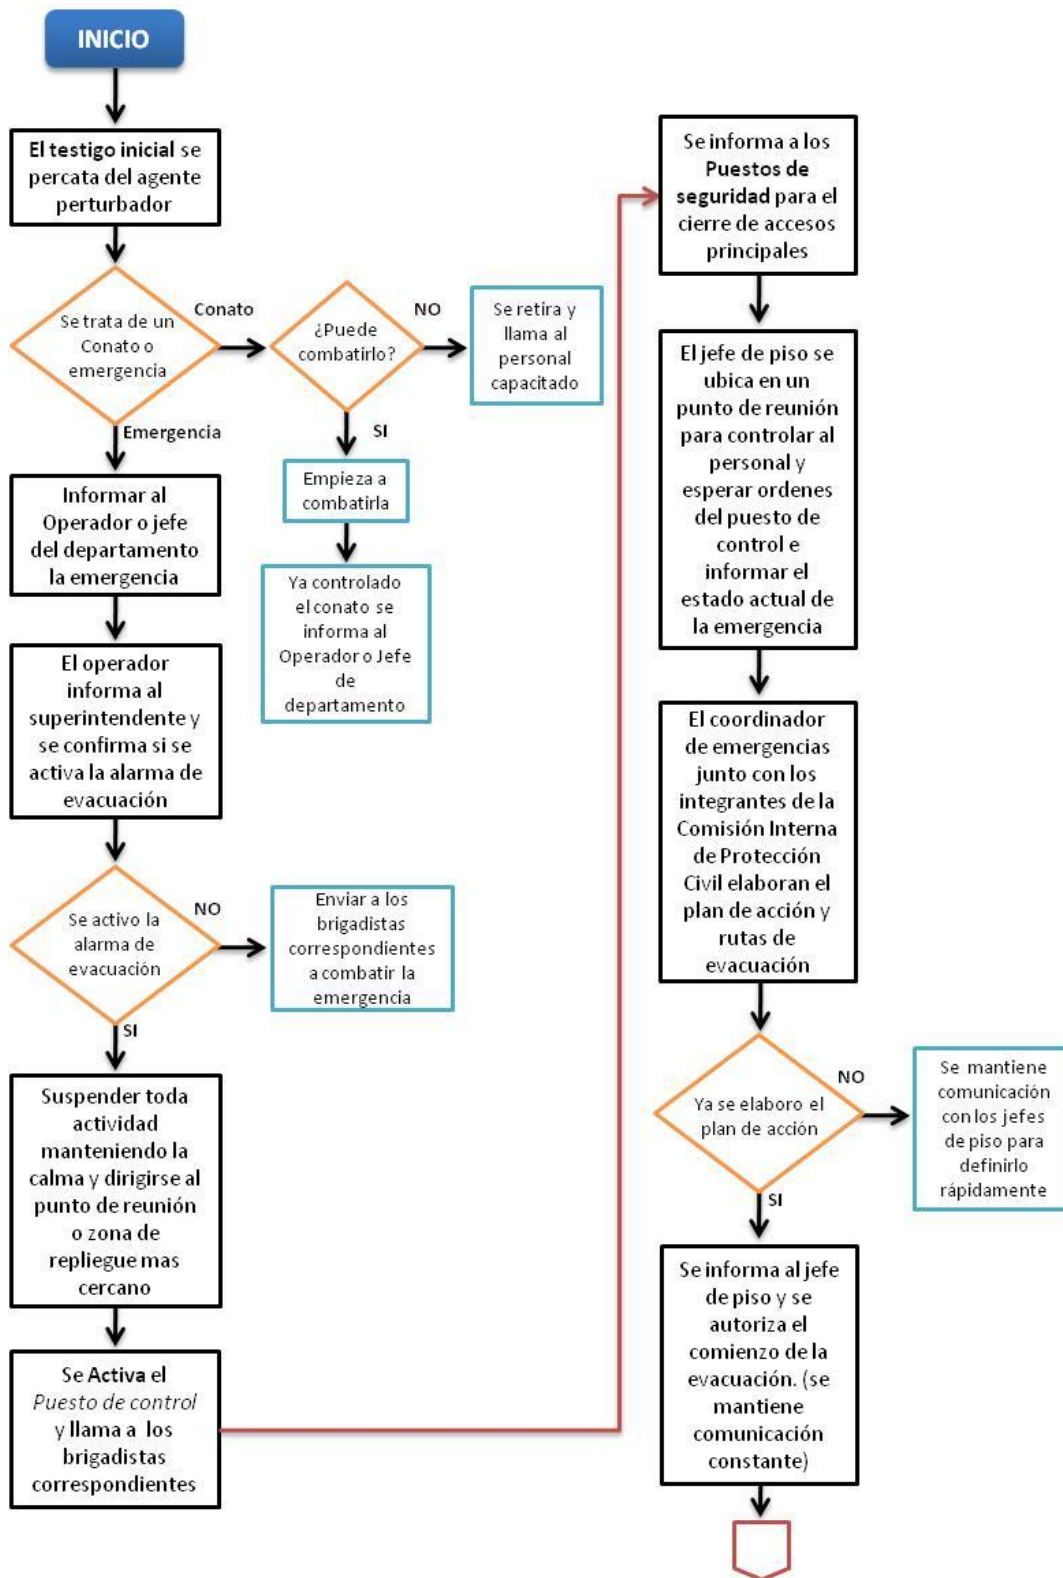 INICIO
El testigo inicial se
percata del agente
perturbador
Se trata de un
Conato o
emergencia
Conato
¿Puede
combatirlo?
NO
Se retira y
llama al
personal
capacitado
SI
Empieza a
combatirla
Ya controlado
el conato se
informa al
Operador o Jefe
de
departamento
Emergencia
Informar al
Operador o jefe
del departamento
la emergencia
El operador
informa al
superintendente y
se confirma si se
activa la alarma de
evacuación
Se activo la
alarma de
evacuación
NO
Enviar a los
brigadistas
correspondientes
a combatir la
emergencia
SI
Suspender toda
actividad
manteniendo la
calma y dirigirse al
punto de reunión
o zona de
repliegue mas
cercano
Se Activa el
Puesto de control
y llama a los
brigadistas
correspondientes
Se informa a los
Puestos de
seguridad para el
cierre de accesos
principales
El jefe de piso se
ubica en un
punto de reunión
para controlar al
personal y
esperar ordenes
del puesto de
control e
informar el
estado actual de
la emergencia
El coordinador
de emergencias
junto con los
integrantes de la
Comisión Interna
de Protección
Civil elaboran el
plan de acción y
rutas de
evacuación
Ya se elaboro el
plan de acción
NO
Se mantiene
comunicación
con los jefes
de piso para
definirlo
rápidamente
SI
Se informa al jefe
de piso y se
autoriza el
comienzo de la
evacuación. (se
mantiene
comunicación
constante)